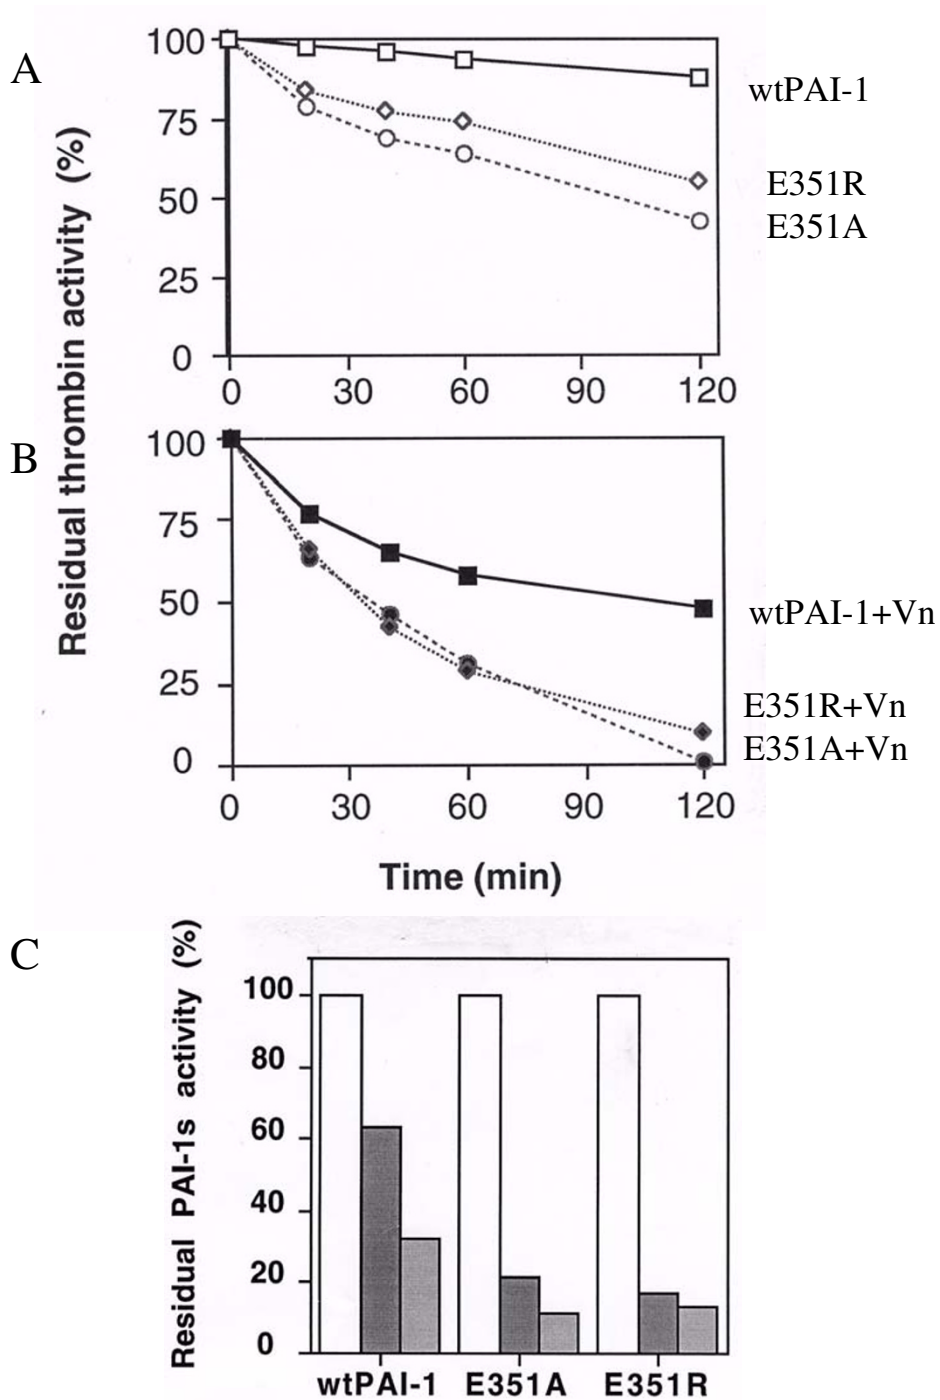 A
Residual thrombin activity (%)
100
75
50
25
0
0 30 60 90 120
wtPAI-1
E351R
E351A
B
100
75
50
25
0
0 30 60 90 120
wtPAI-1+Vn
E351R+Vn
E351A+Vn
Time (min)
C
Residual PAI-1s activity (%)
100
80
60
40
20
0
wtPAI-1 E351A E351R